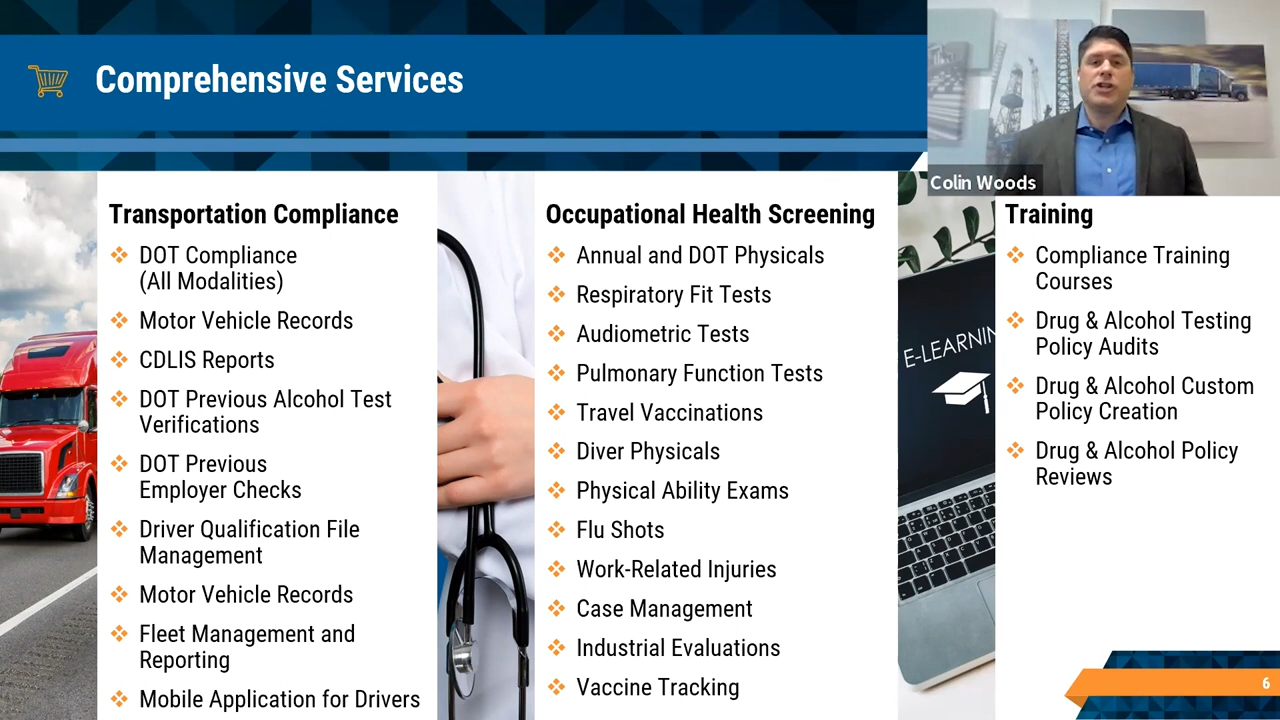 Comprehensive Services
Colin Woods
Transportation Compliance
DOT Compliance
(All Modalities)
Motor Vehicle Records
CDLIS Reports
DOT Previous Alcohol Test
Verifications
DOT Previous
Employer Checks
Driver Qualification File
Management
Motor Vehicle Records
Fleet Management and
Reporting
Mobile Application for Drivers
Occupational Health Screening
Annual and DOT Physicals
Respiratory Fit Tests
Audiometric Tests
Pulmonary Function Tests
Travel Vaccinations
Diver Physicals
Physical Ability Exams
Flu Shots
Work-Related Injuries
Case Management
Industrial Evaluations
Vaccine Tracking
E-LEARNIN
Training
Compliance Training
Courses
Drug & Alcohol Testing
Policy Audits
Drug & Alcohol Custom
Policy Creation
Drug & Alcohol Policy
Reviews
6